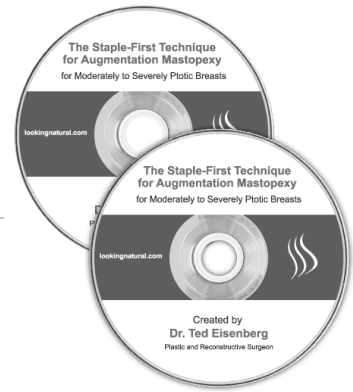 The Staple-First Technique
for Augmentation Mastopexy
for Moderately to Severely Ptotic Breasts
lookingnatural.com
The Staple-First Technique
for Augmentation Mastopexy
for Moderately to Severely Ptotic Breasts
lookingnatural.com
Created by
Dr. Ted Eisenberg
Plastic and Reconstructive Surgeon